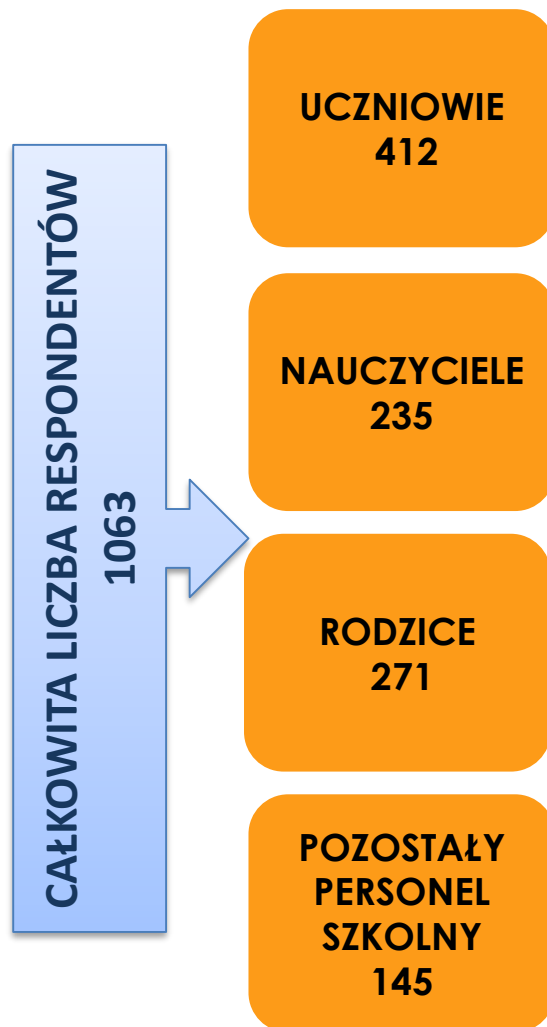 CAŁKOWITA LICZBA RESPONDENTÓW
1063
UCZNIOWIE
412
NAUCZYCIELE
235
RODZICE
271
POZOSTAŁY
PERSONEL
SZKOLNY
145